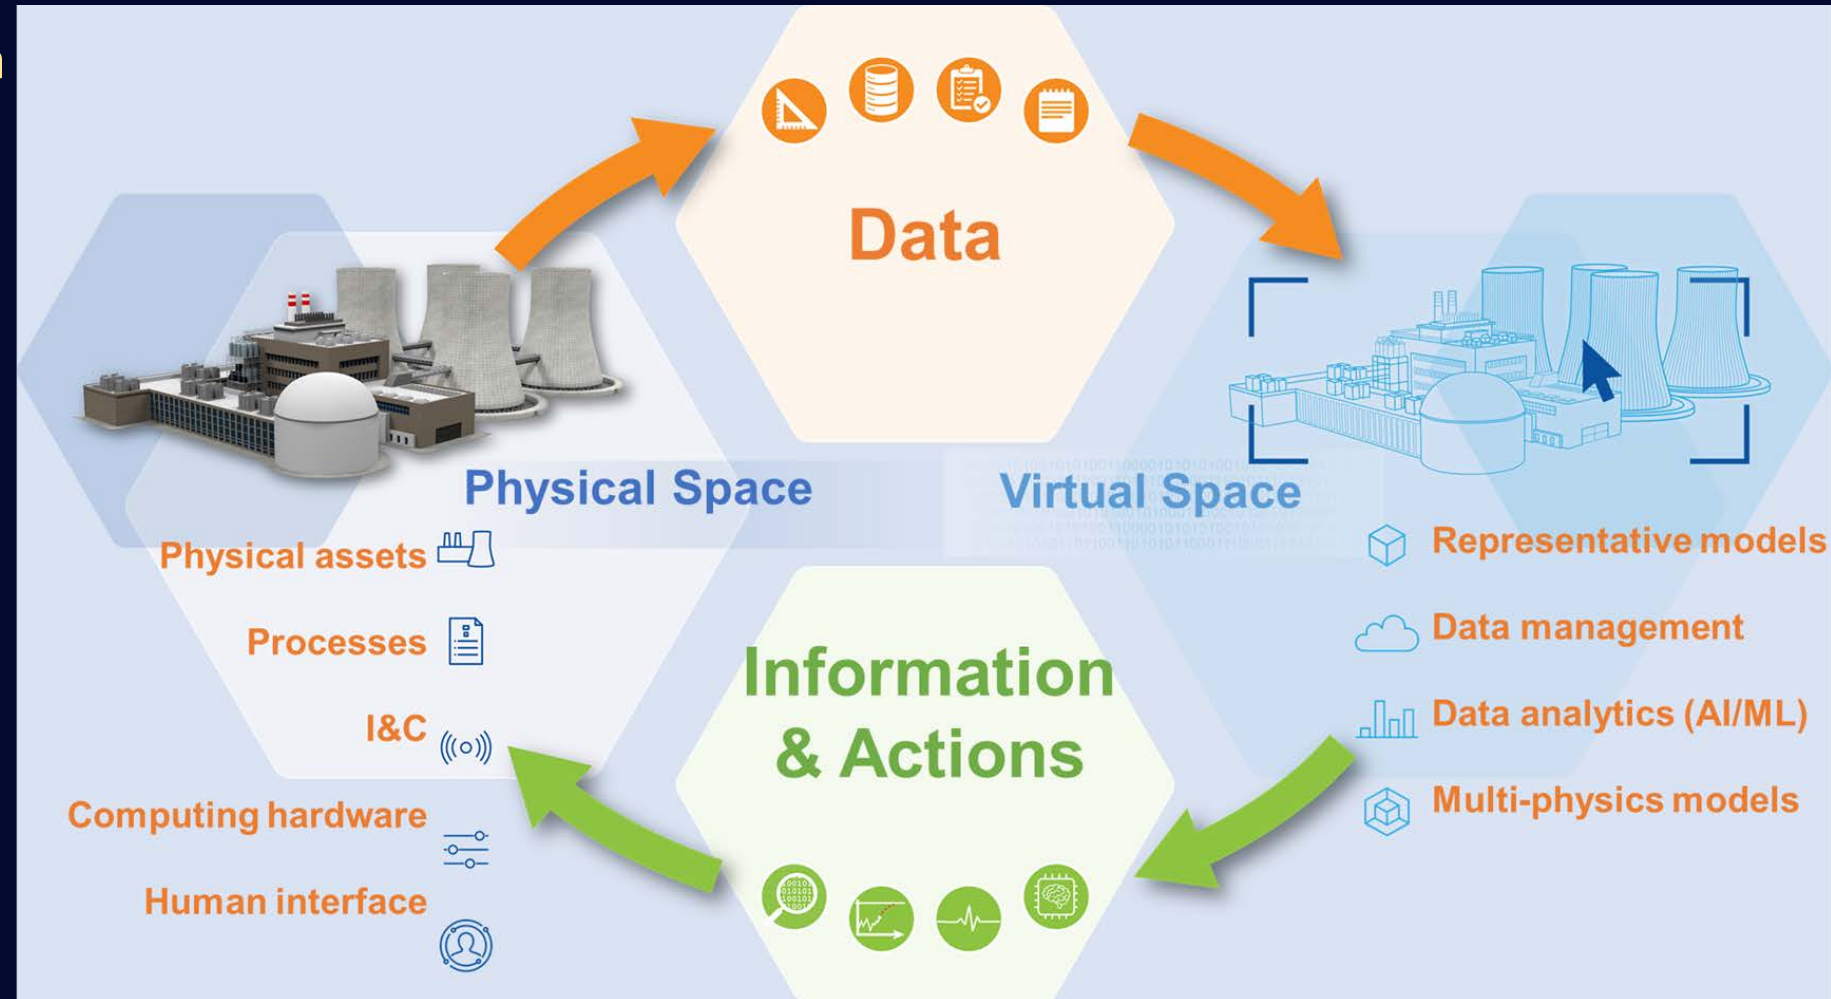 Data
Physical Space
Virtual Space
Physical assets
Processes
I&C
Computing hardware
Human interface
Representative models
Data management
Data analytics (AI/ML)
Multi-physics models
Information
& Actions